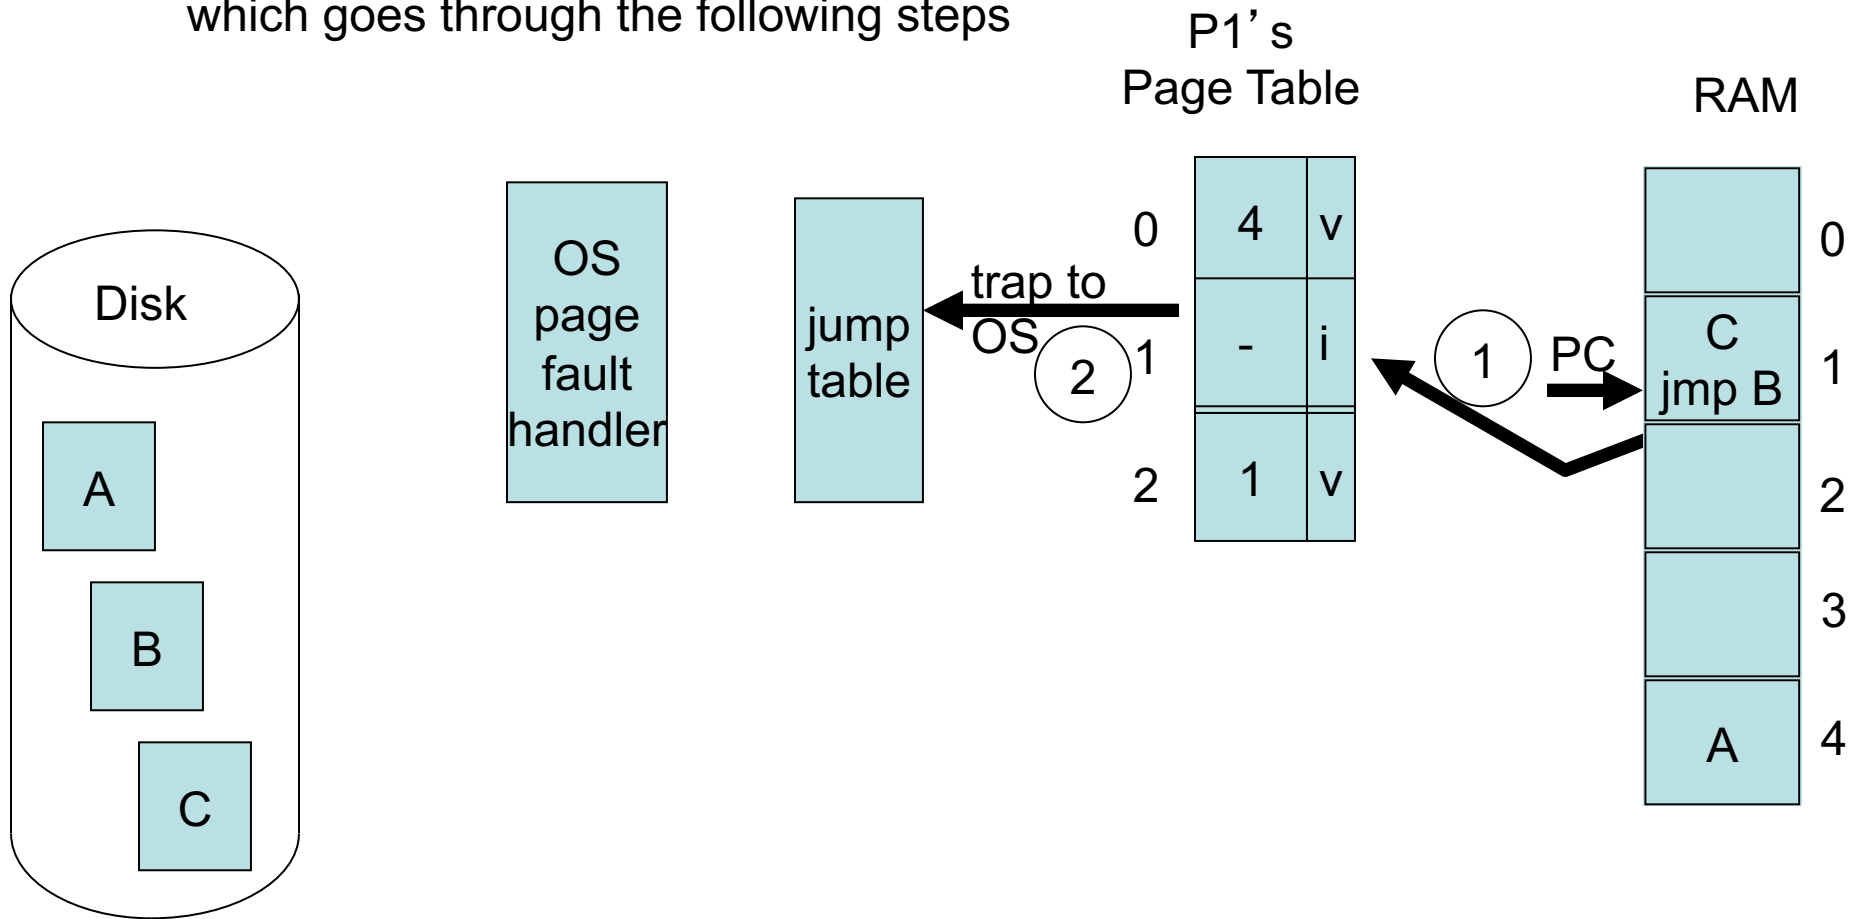 which goes through the following steps
P1’s
Page Table
RAM
Disk
A
B
C
OS
page
fault
handler
jump
table
trap to
OS
2
0
1
2
4 v
- i
1 v
1
PC
C
jmp B
A
0
1
2
3
4